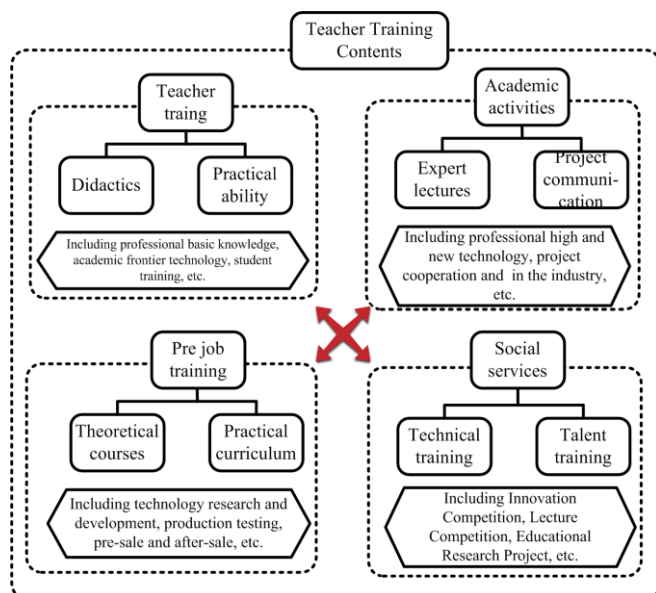 Teacher Training
Contents
Teacher
traing
Didactics
Practical
ability
Including professional basic knowledge,
academic frontier technology, student
training, etc.
Academic
activities
Expert
lectures
Project
communi-
cation
Including professional high and
new technology, project
cooperation and in the industry,
etc.
Pre job
training
Theoretical
courses
Practical
curriculum
Including technology research and
development, production testing,
pre-sale and after-sale, etc.
Social
services
Technical
training
Talent
training
Including Innovation
Competition, Lecture
Competition, Educational
Research Project, etc.